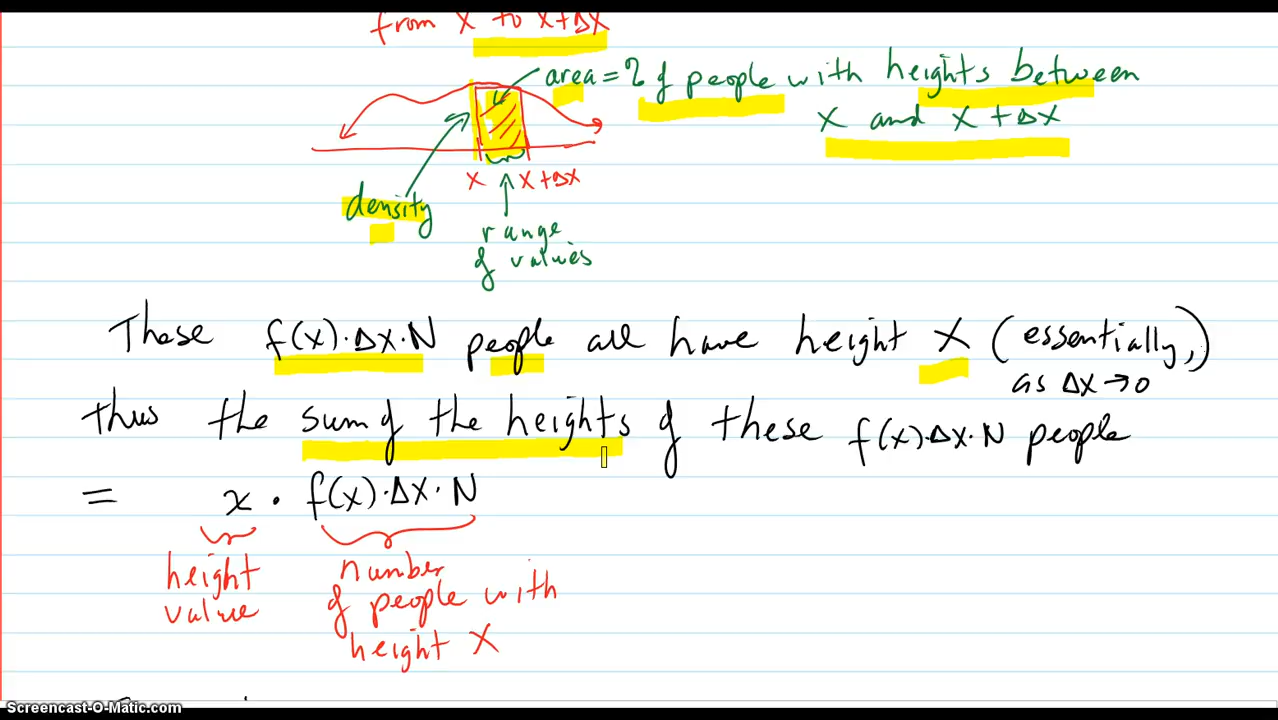 from x to x+Δx
area = % of people with heights between
x and x + Δx
x x+Δx
density
range
of values
These f(x)·Δx·N people all have height x (essentially,)
as Δx→0
thus the sum of the heights of these f(x)·Δx·N people
= x · f(x)·Δx·N
height
value
number
of people with
height x
Screencast-O-Matic.com